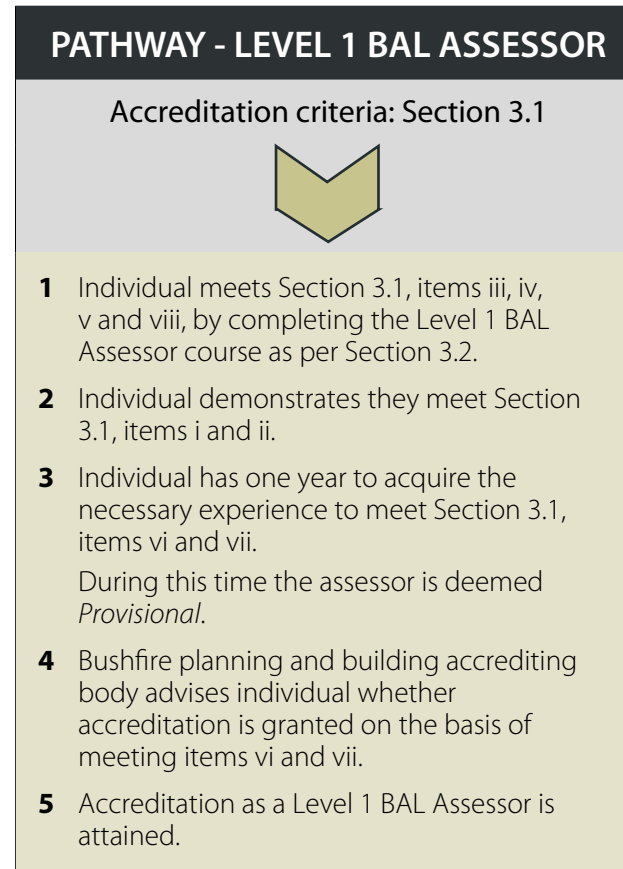 PATHWAY - LEVEL 1 BAL ASSESSOR
Accreditation criteria: Section 3.1
1 Individual meets Section 3.1, items iii, iv,
v and viii, by completing the Level 1 BAL
Assessor course as per Section 3.2.
2 Individual demonstrates they meet Section
3.1, items i and ii.
3 Individual has one year to acquire the
necessary experience to meet Section 3.1,
items vi and vii.
During this time the assessor is deemed
Provisional.
4 Bushfire planning and building accrediting
body advises individual whether
accreditation is granted on the basis of
meeting items vi and vii.
5 Accreditation as a Level 1 BAL Assessor is
attained.